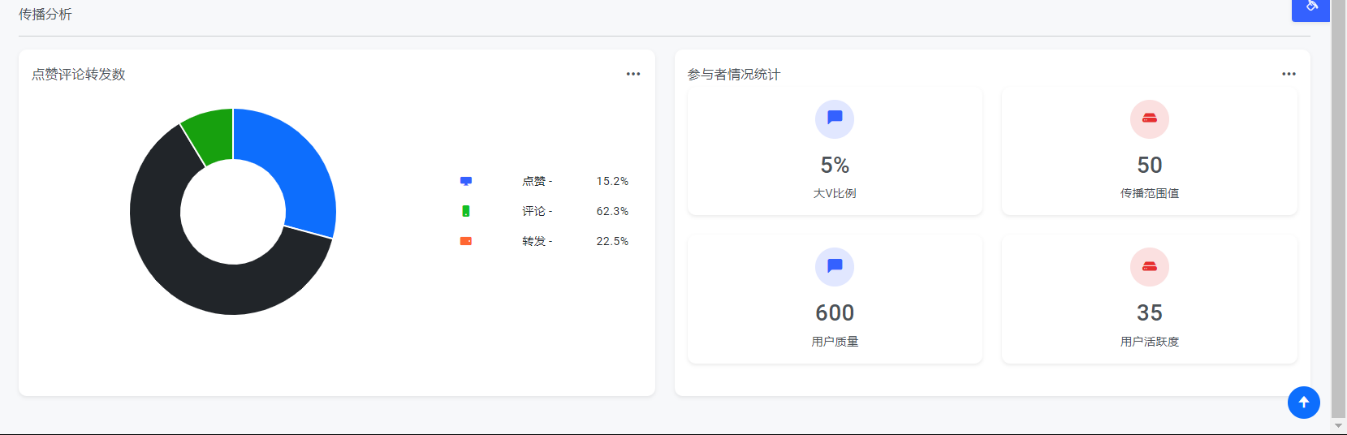 传播分析
点赞评论转发数
点赞 - 15.2%
评论 - 62.3%
转发 - 22.5%
参与者情况统计
5%
大V比例
50
传播范围值
600
用户质量
35
用户活跃度